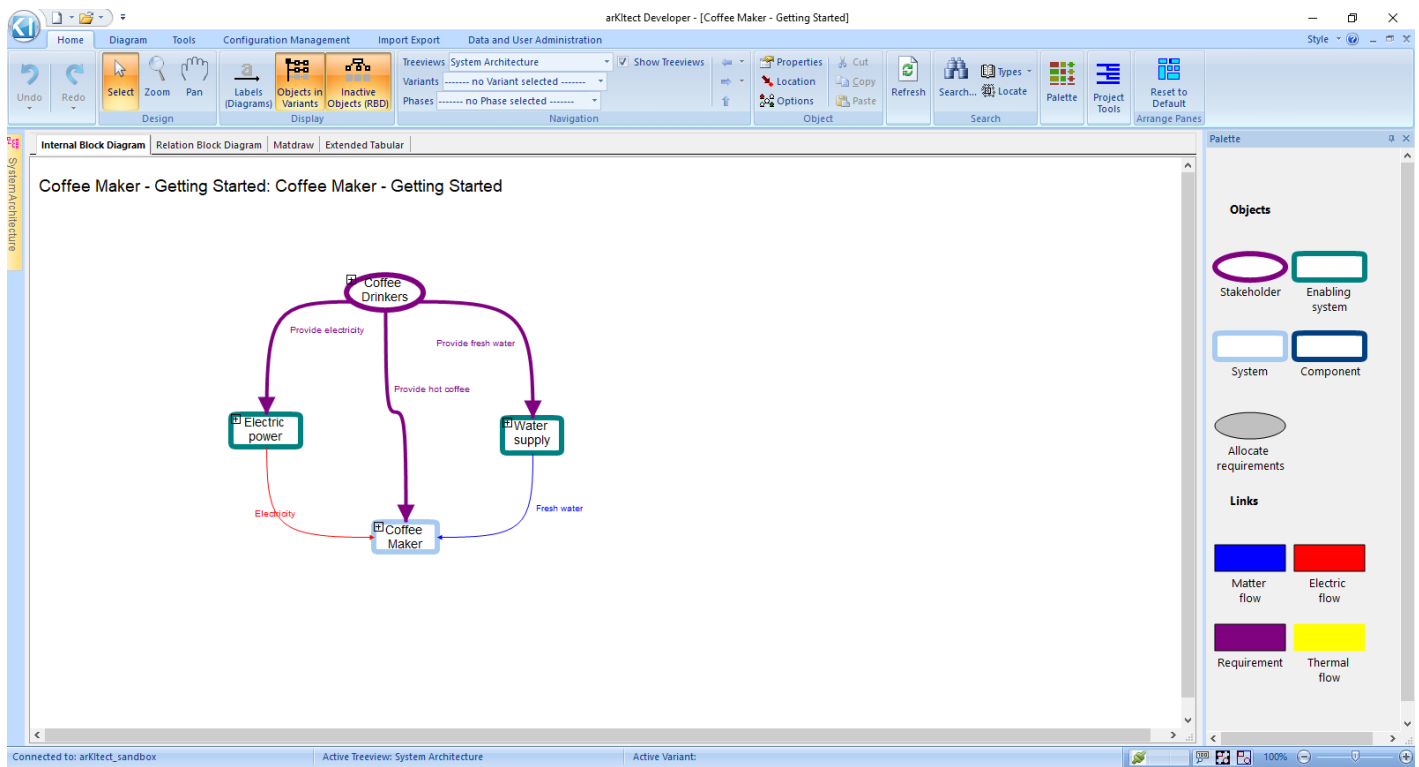 arKItect Developer - [Coffee Maker - Getting Started]
KI
Home Diagram Tools Configuration Management Import Export Data and User Administration Style
Undo
Redo
Select
Zoom
Pan
Design
a
Labels
(Diagrams)
Objects in
Variants
Inactive
Objects (RBD)
Display
Treeviews System Architecture Show Treeviews
Variants ------- no Variant selected -------
Phases ------- no Phase selected -------
Navigation
Properties
Location
Options
Cut
Copy
Paste
Object
Refresh
Search...
Types
Locate
Search
Palette
Project
Tools
Reset to
Default
Arrange Panes
System Architecture
Internal Block Diagram Relation Block Diagram Matdraw Extended Tabular
Coffee Maker - Getting Started: Coffee Maker - Getting Started
Coffee
Drinkers
Provide electricity
Provide fresh water
Provide hot coffee
Electric
power
Water
supply
Electricity
Fresh water
Coffee
Maker
Palette
Objects
Stakeholder
Enabling
system
System
Component
Allocate
requirements
Links
Matter
flow
Electric
flow
Requirement
Thermal
flow
Connected to: arKItect_sandbox Active Treeview: System Architecture Active Variant: 100%